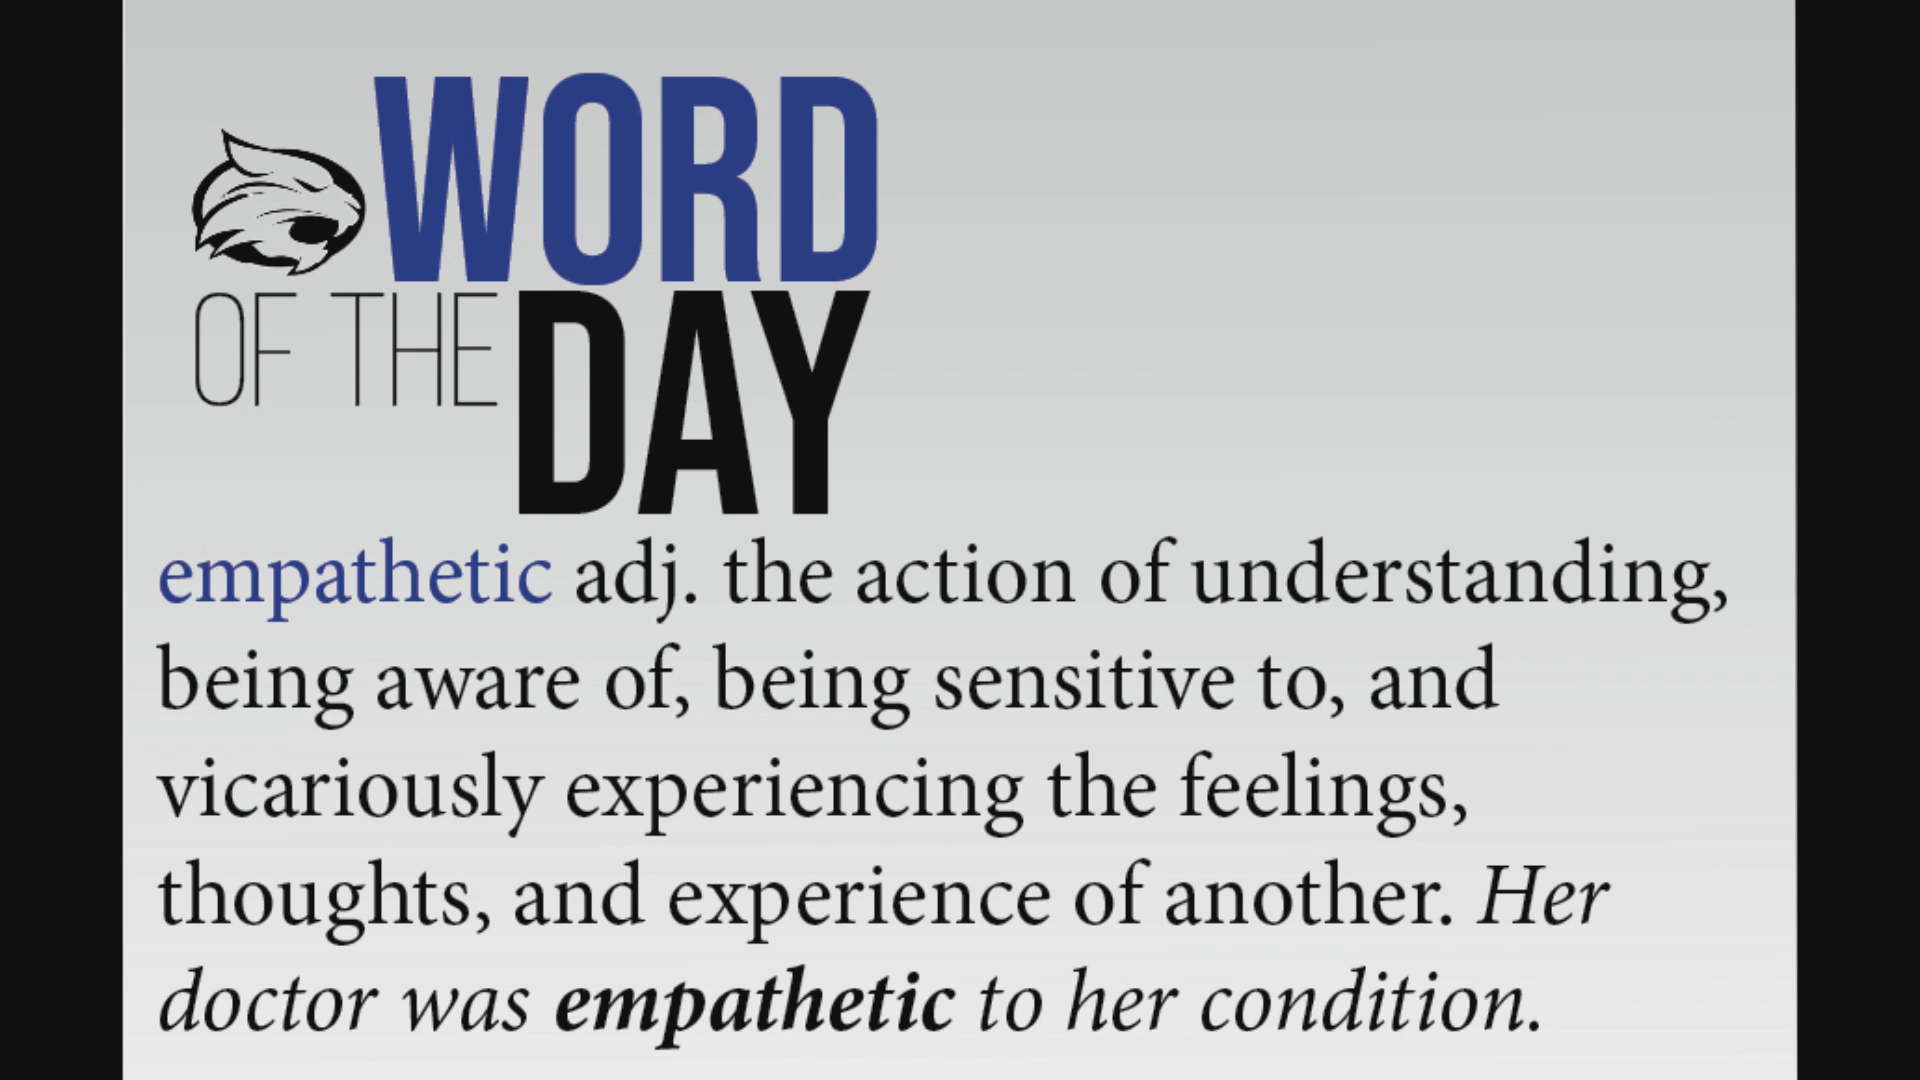 WORD
OF THE DAY
empathetic adj. the action of understanding,
being aware of, being sensitive to, and
vicariously experiencing the feelings,
thoughts, and experience of another. Her
doctor was empathetic to her condition.